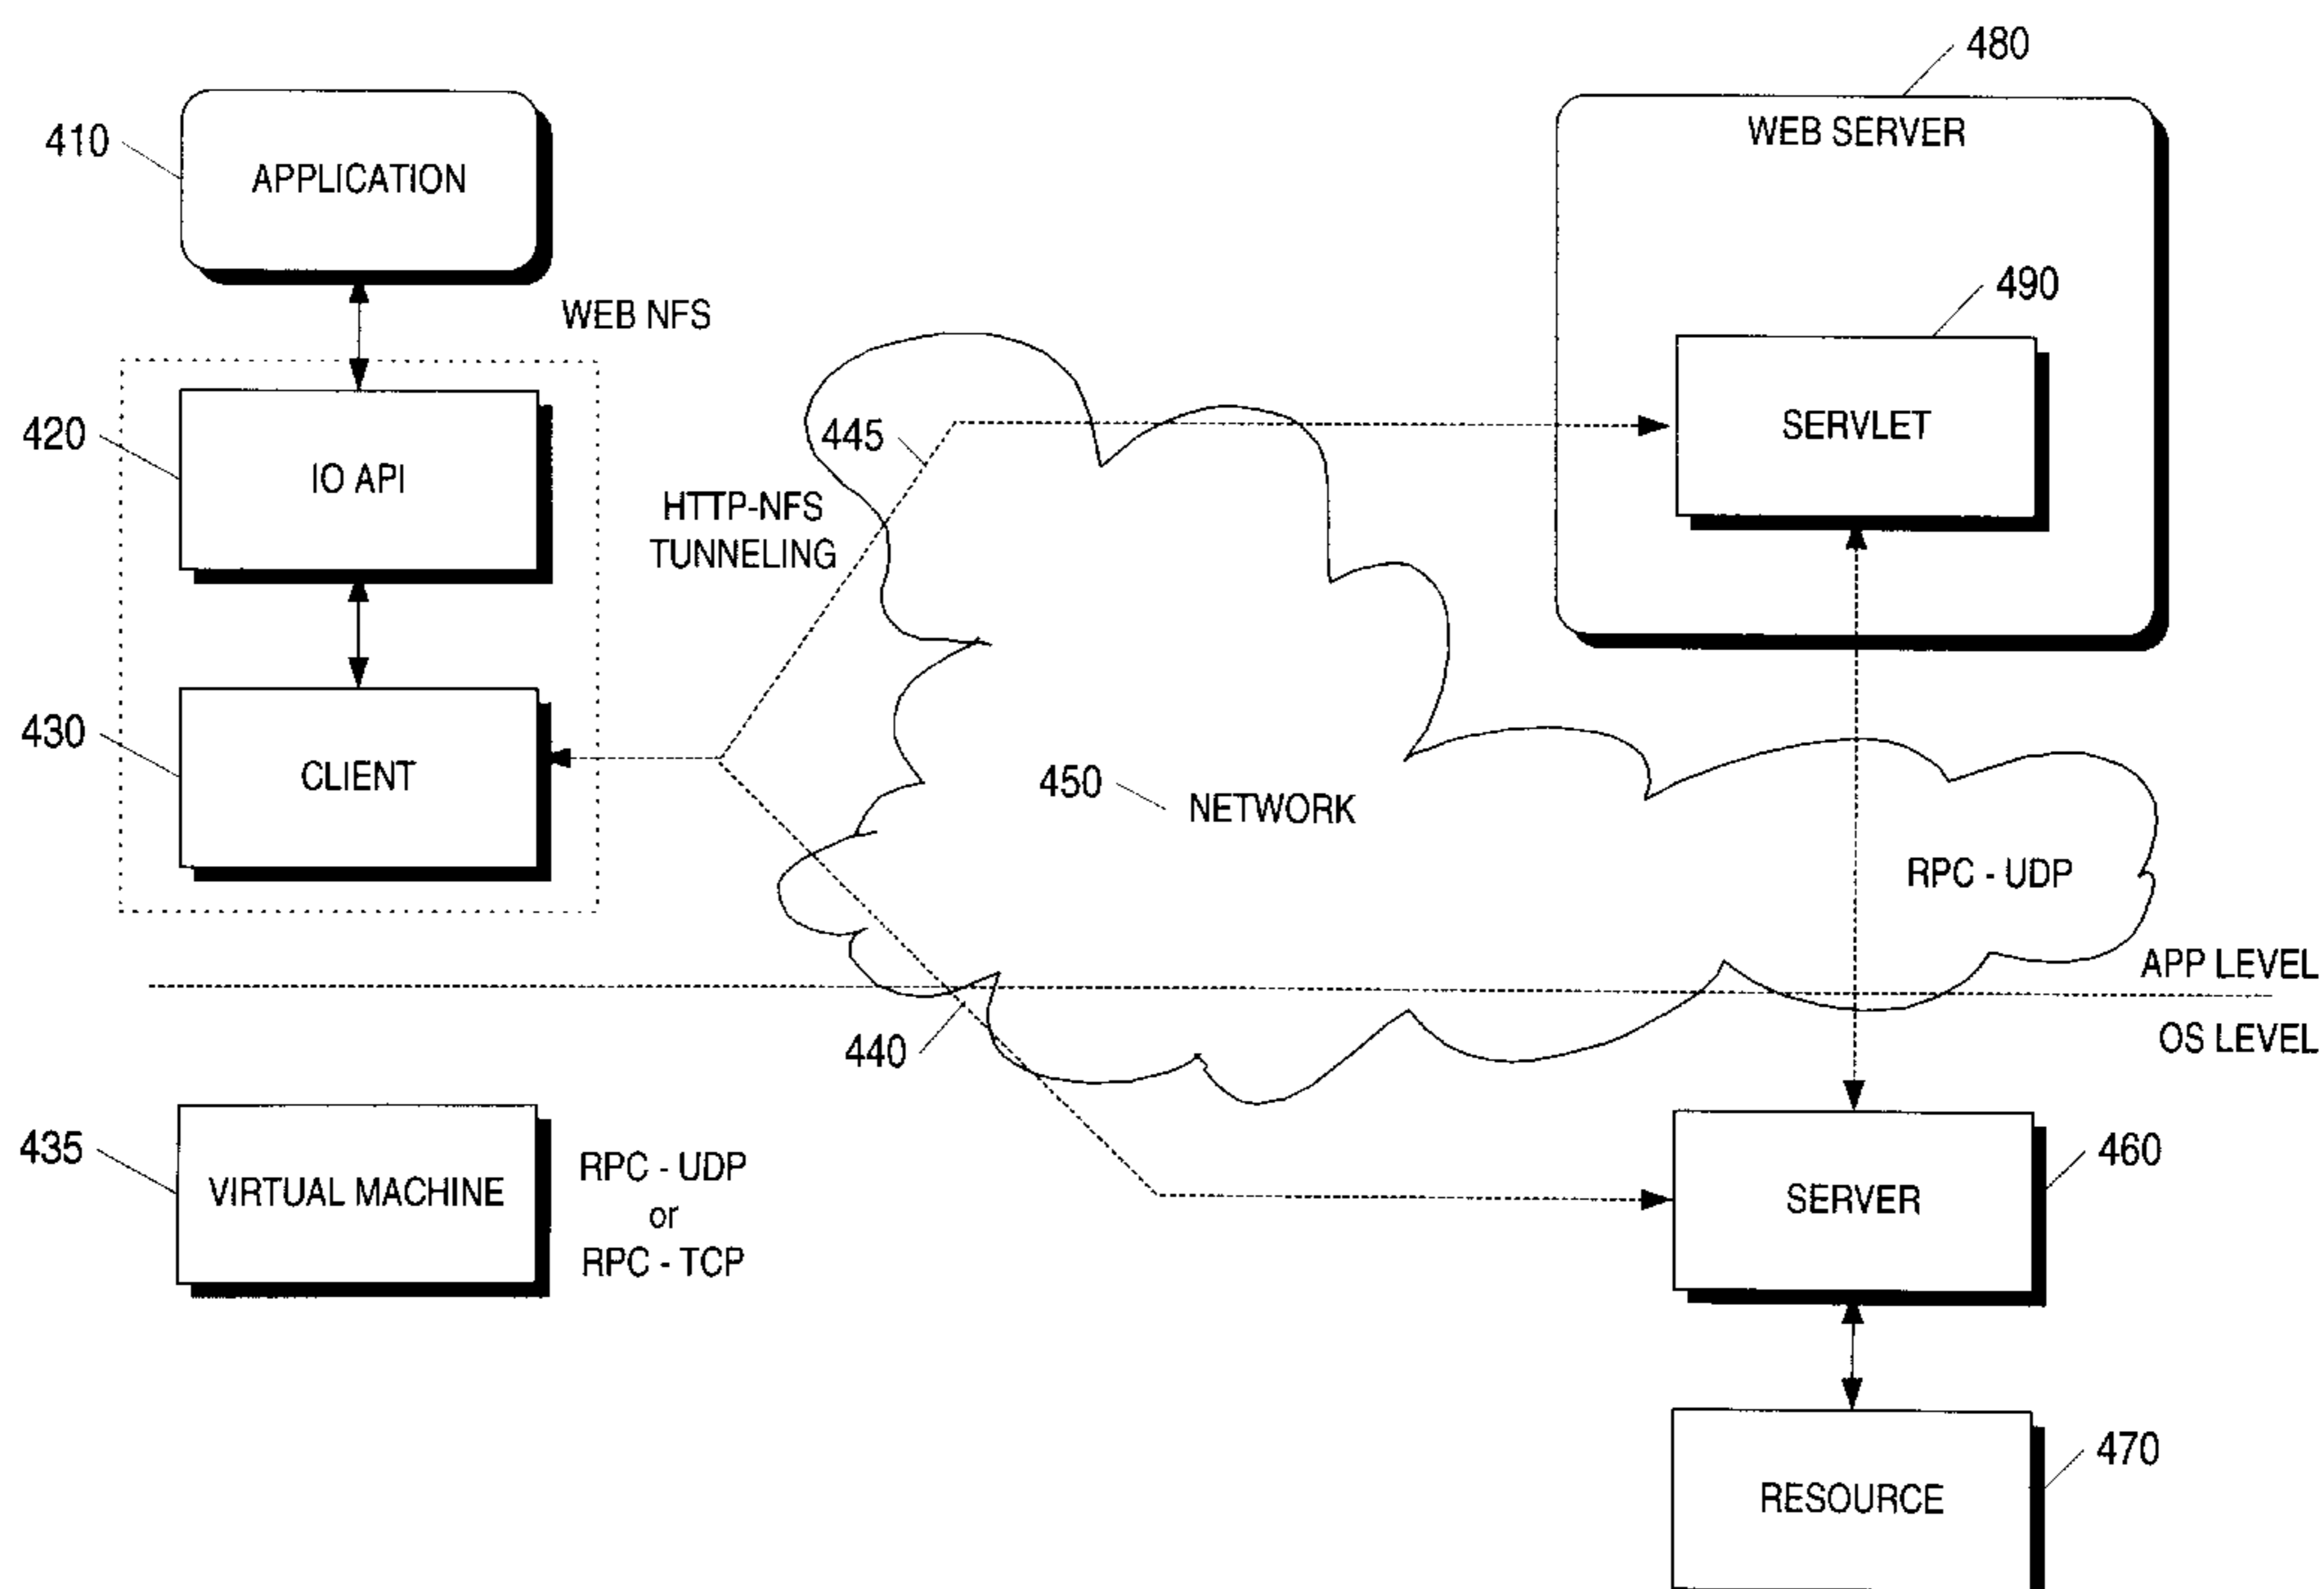 480
WEB SERVER
410
APPLICATION
490
WEB NFS
SERVLET
420
IO API
445
HTTP-NFS
TUNNELING
430
CLIENT
450
NETWORK
RPC - UDP
APP LEVEL
OS LEVEL
440
435
VIRTUAL MACHINE
RPC - UDP
or
RPC - TCP
460
SERVER
470
RESOURCE